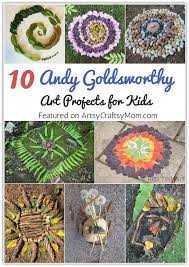 10 Andy Goldsworthy
Art Projects for Kids
Featured on ArtsyCraftsyMom.com